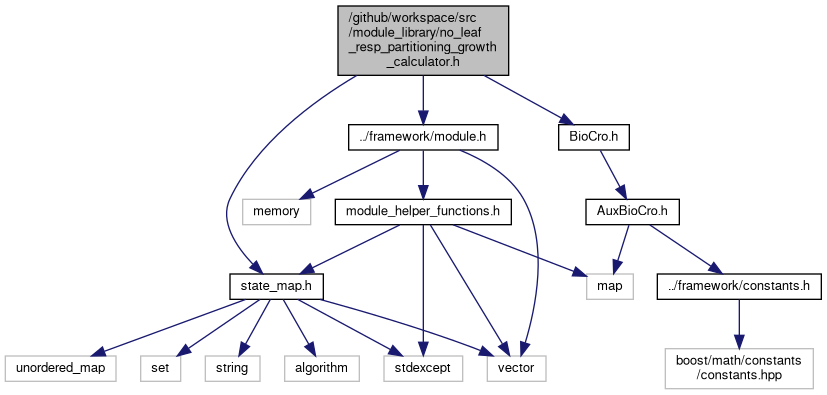 /github/workspace/src
/module_library/no_leaf
_resp_partitioning_growth
_calculator.h
../framework/module.h
BioCro.h
memory
module_helper_functions.h
AuxBioCro.h
state_map.h
map
../framework/constants.h
unordered_map
set
string
algorithm
stdexcept
vector
boost/math/constants
/constants.hpp